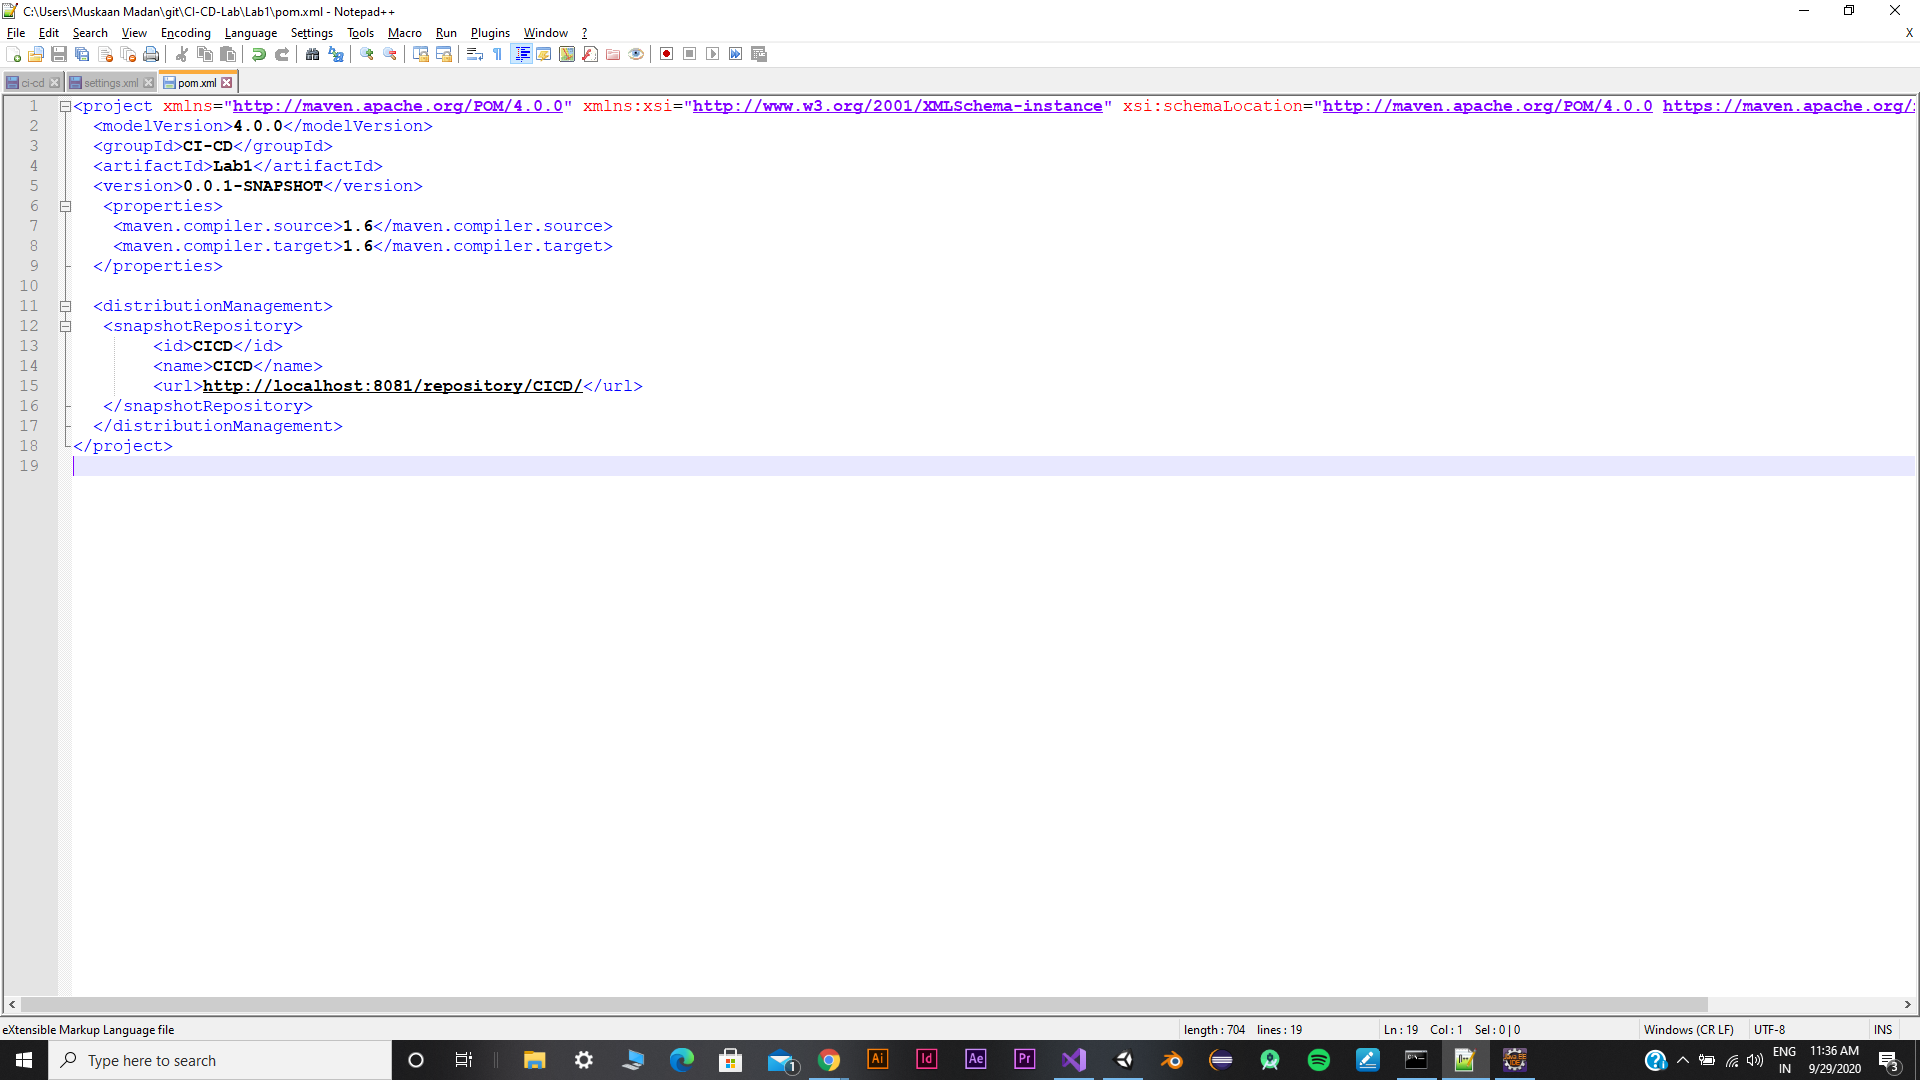 C:\Users\Muskaan Madan\git\CI-CD-Lab\Lab1\pom.xml - Notepad++
File Edit Search View Encoding Language Settings Tools Macro Run Plugins Window ? X
ci-cd settings.xml pom.xml
1 <project xmlns="http://maven.apache.org/POM/4.0.0" xmlns:xsi="http://www.w3.org/2001/XMLSchema-instance" xsi:schemaLocation="http://maven.apache.org/POM/4.0.0 https://maven.apache.org/
2 <modelVersion>4.0.0</modelVersion>
3 <groupId>CI-CD</groupId>
4 <artifactId>Lab1</artifactId>
5 <version>0.0.1-SNAPSHOT</version>
6 <properties>
7 <maven.compiler.source>1.6</maven.compiler.source>
8 <maven.compiler.target>1.6</maven.compiler.target>
9 </properties>
10
11 <distributionManagement>
12 <snapshotRepository>
13 <id>CICD</id>
14 <name>CICD</name>
15 <url>http://localhost:8081/repository/CICD/</url>
16 </snapshotRepository>
17 </distributionManagement>
18 </project>
19
eXtensible Markup Language file length : 704 lines : 19 Ln : 19 Col : 1 Sel : 0 | 0 Windows (CR LF) UTF-8 INS
Type here to search 1 Ai Id Ae Pr ENG 11:36 AM
IN 9/29/2020 3